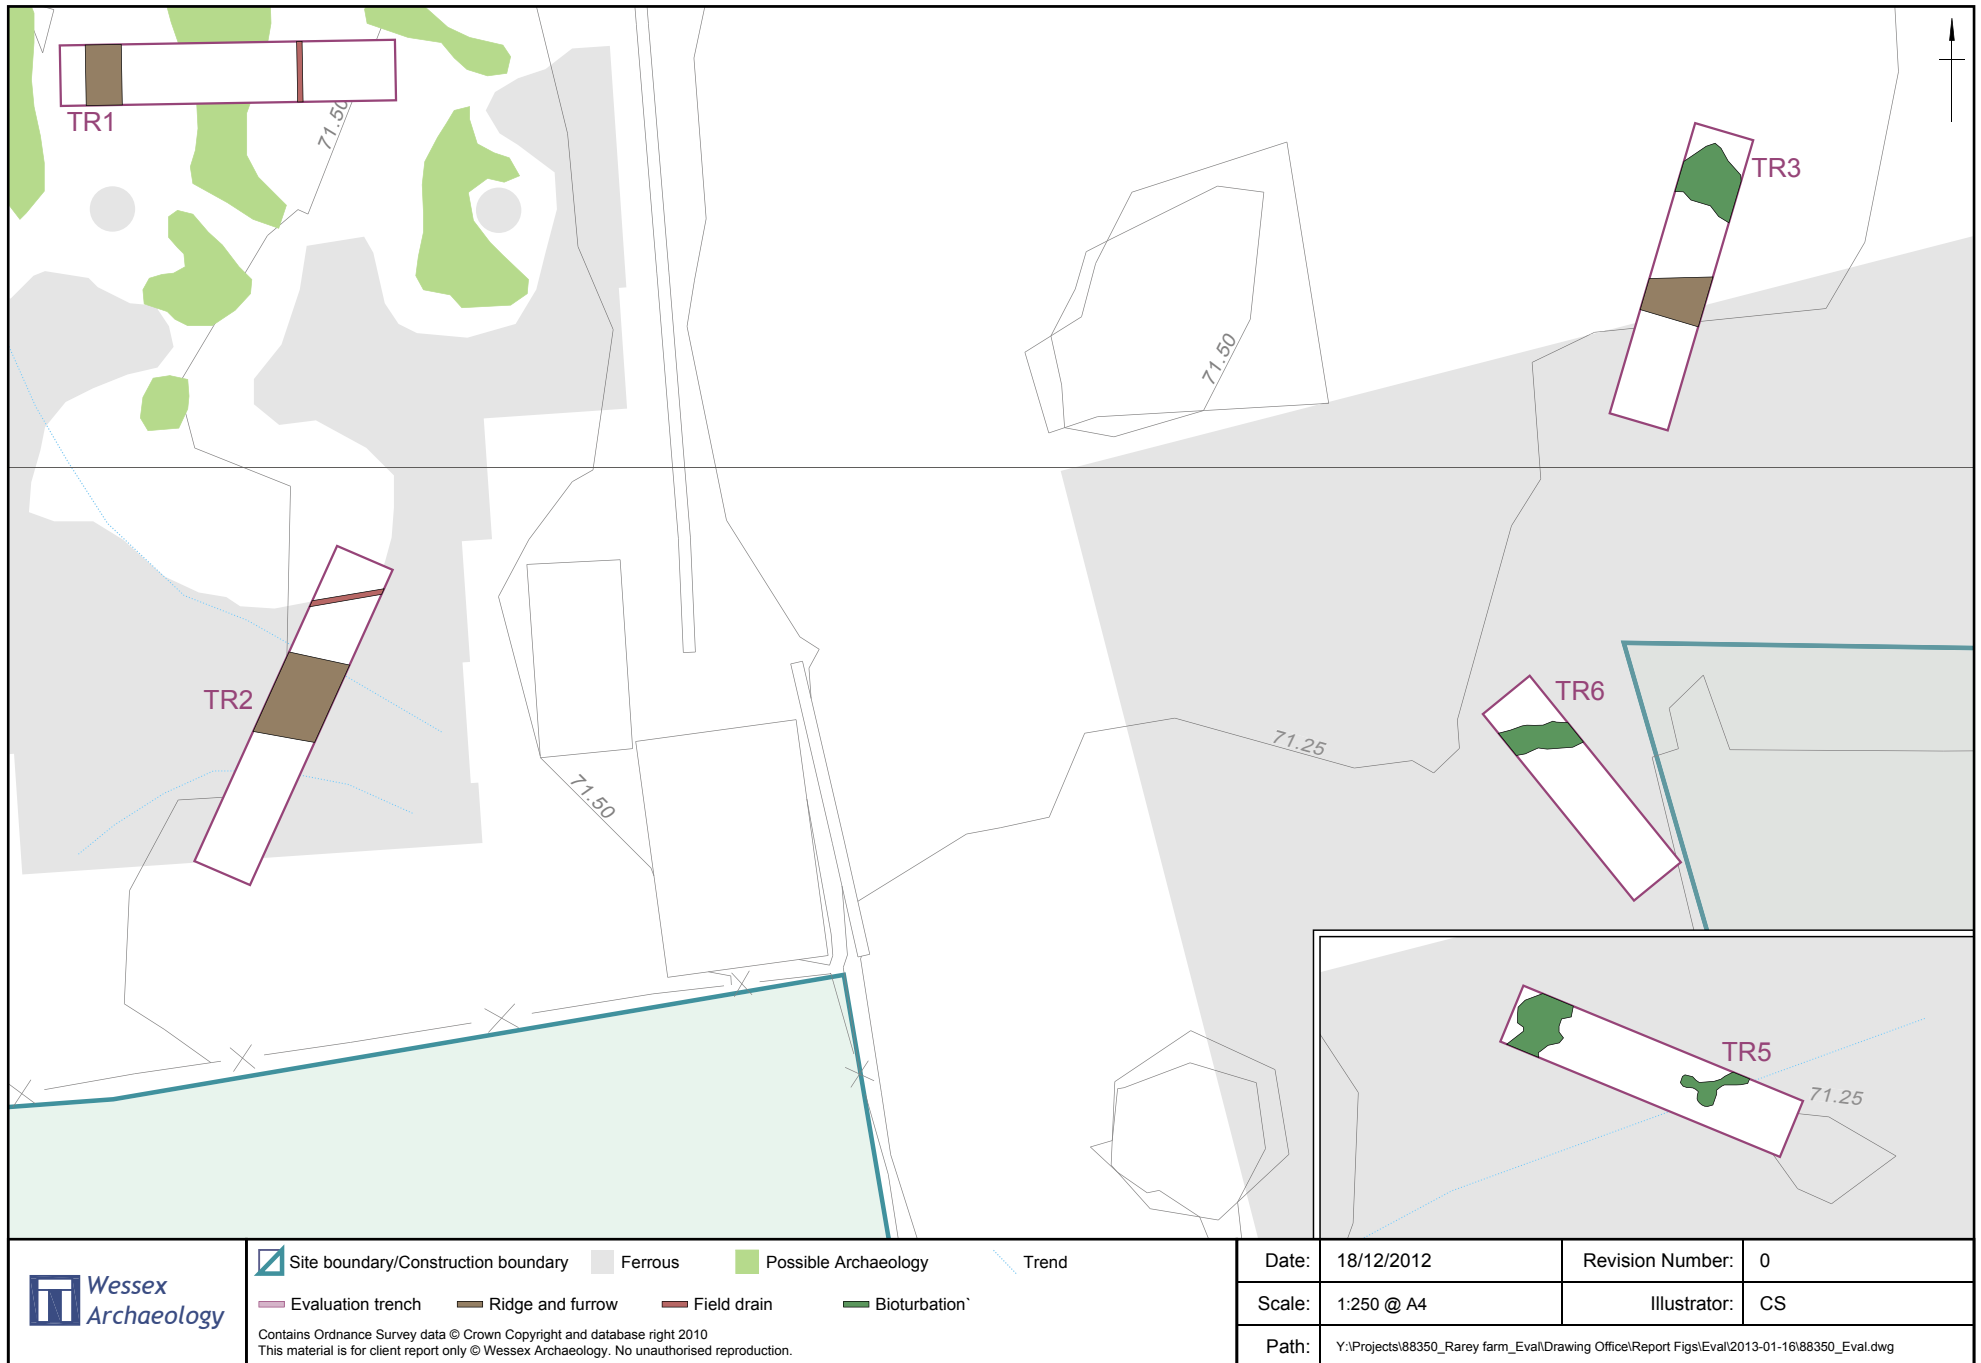 TR1
71.50
TR3
71.50
TR2
TR6
71.25
71.50
TR5
71.25
Wessex
Archaeology
Site boundary/Construction boundary Ferrous Possible Archaeology Trend
Evaluation trench Ridge and furrow Field drain Bioturbation`
Contains Ordnance Survey data © Crown Copyright and database right 2010
This material is for client report only © Wessex Archaeology. No unauthorised reproduction.
Date: 18/12/2012 Revision Number: 0
Scale: 1:250 @ A4 Illustrator: CS
Path: Y:\Projects\88350_Rarey farm_Eval\Drawing Office\Report Figs\Eval\2013-01-16\88350_Eval.dwg